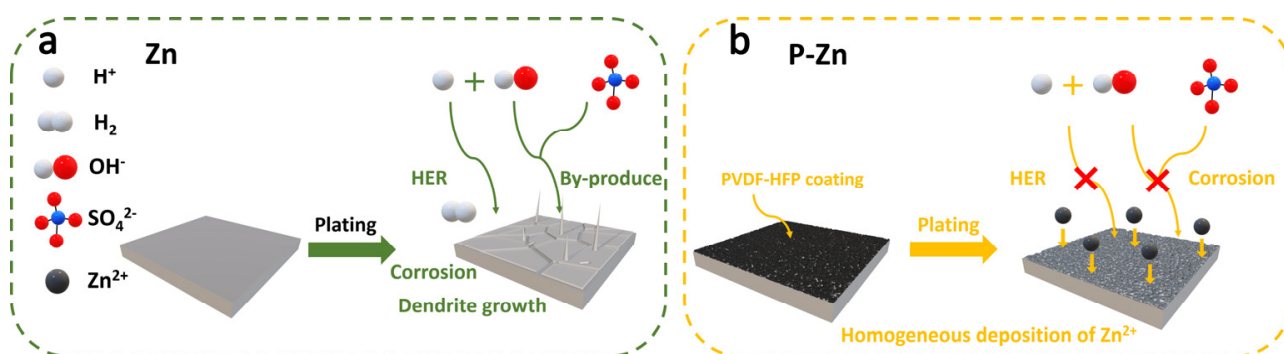 a
Zn
H⁺
H₂
OH⁻
SO₄²⁻
Zn²⁺
+
HER
By-produce
Plating
Corrosion
Dendrite growth
b
P-Zn
+
PVDF-HFP coating
HER
Corrosion
Plating
Homogeneous deposition of Zn²⁺